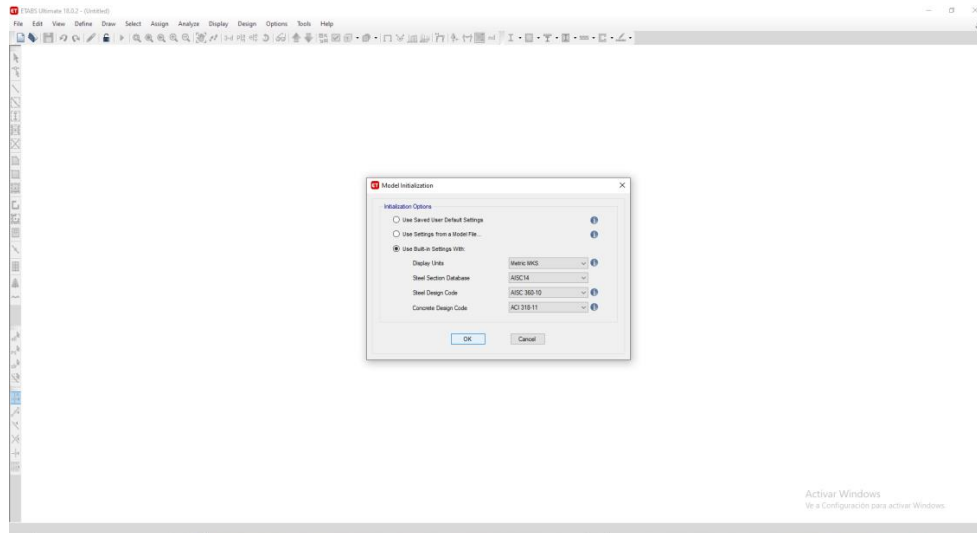 ETABS Ultimate 18.0.2 - (Untitled)
File Edit View Define Draw Select Assign Analyze Display Design Options Tools Help
Model Initialization
Initialization Options
Use Saved User Default Settings
Use Settings from a Model File...
Use Built-in Settings With:
Display Units Metric MKS
Steel Section Database AISC14
Steel Design Code AISC 360-10
Concrete Design Code ACI 318-11
OK Cancel
Activar Windows
Ve a Configuración para activar Windows.